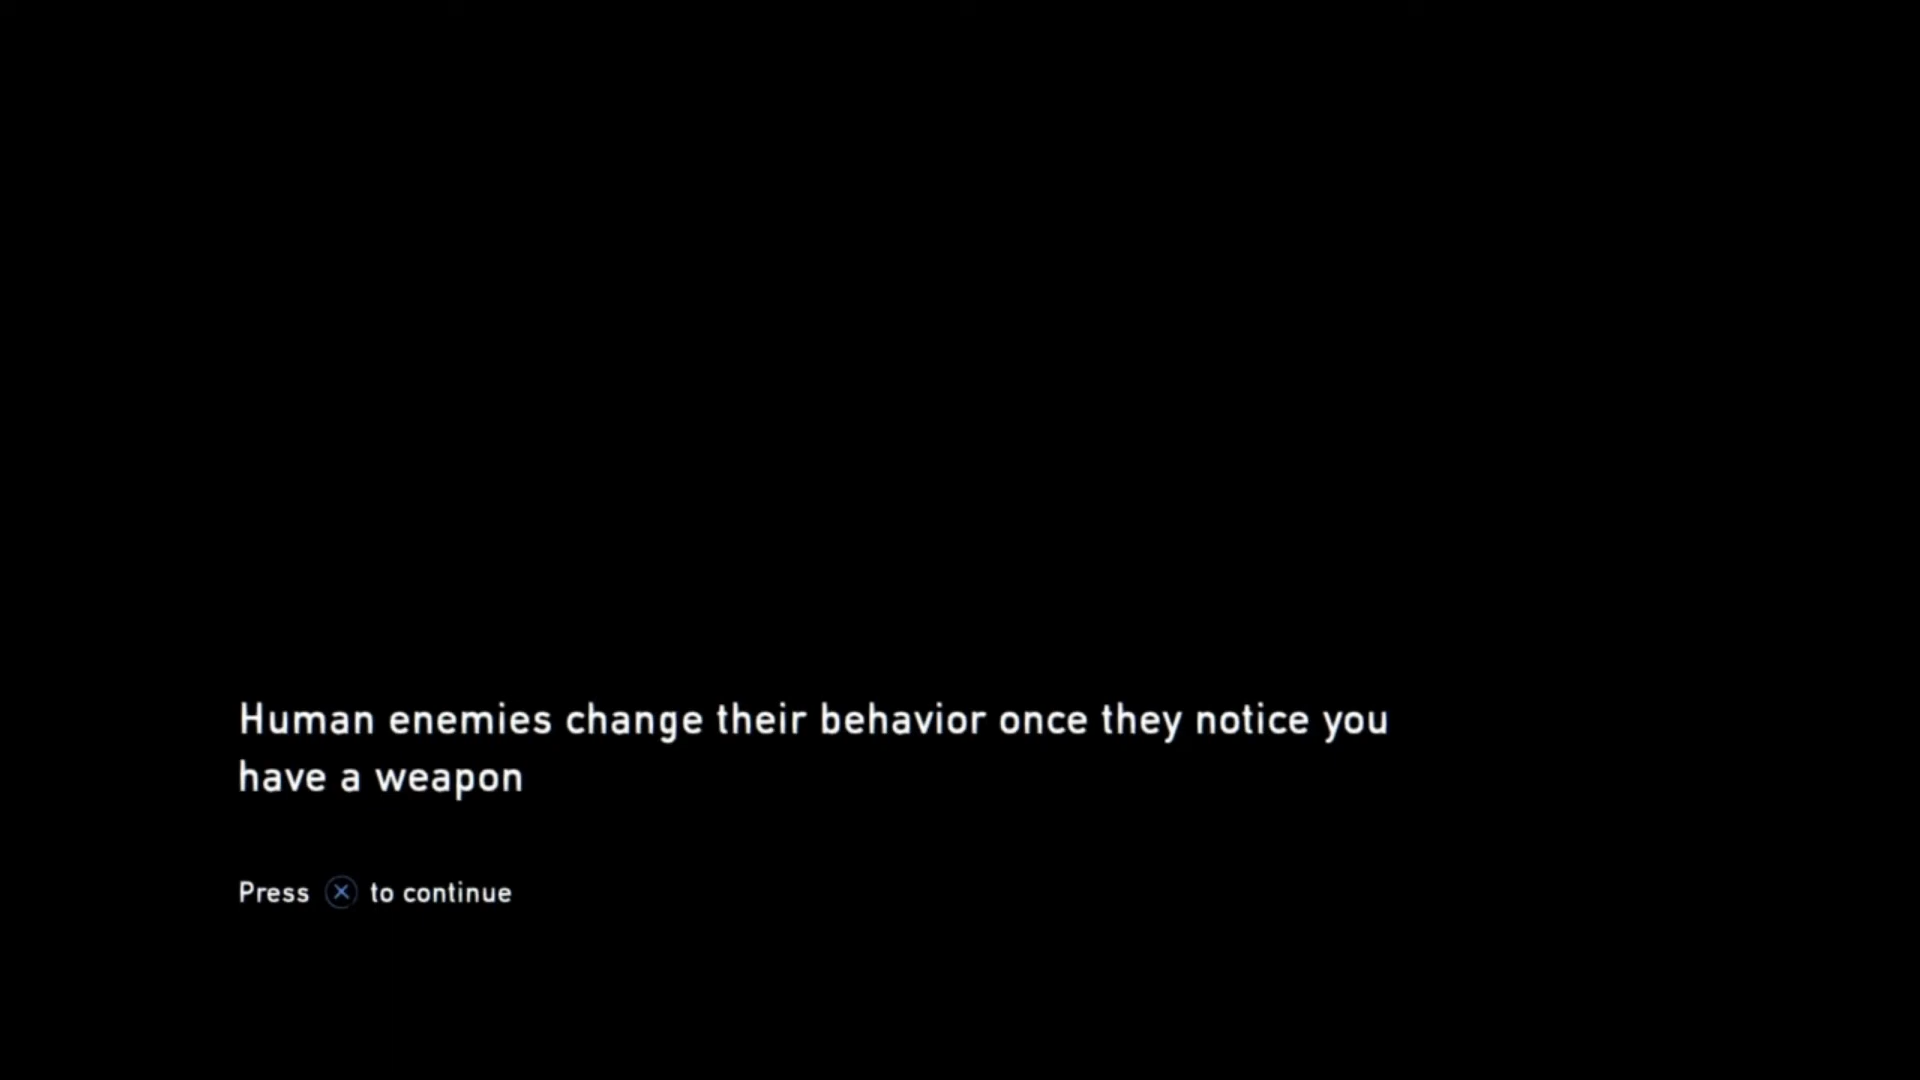 Human enemies change their behavior once they notice you
have a weapon
Press ⓧ to continue